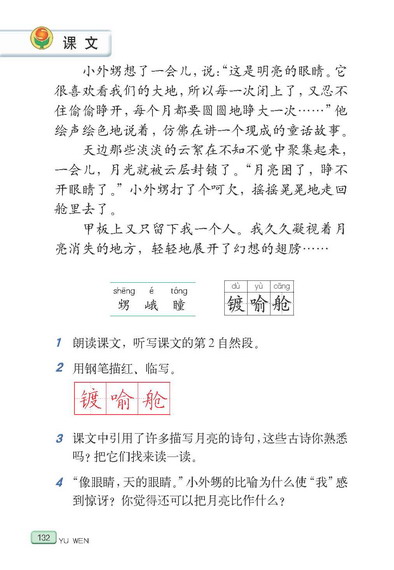 课文
小外甥想了一会儿，说：“这是明亮的眼睛。它
很喜欢看我们的大地，所以每一次闭上了，又忍不
住偷偷睁开，每个月都要圆圆地睁大一次……”他
绘声绘色地说着，仿佛在讲一个现成的童话故事。
天边那些淡淡的云絮在不知不觉中聚集起来，
一会儿，月光就被云层封锁了。“月亮困了，睁不
开眼睛了。”小外甥打了个呵欠，摇摇晃晃地走回
舱里去了。
甲板上又只留下我一个人。我久久凝视着月
亮消失的地方，轻轻地展开了幻想的翅膀……
shēng é tóng
甥 峨 瞳
dù yù cāng
镀 喻 舱
1 朗读课文，听写课文的第2自然段。
2 用钢笔描红、临写。
镀 喻 舱
3 课文中引用了许多描写月亮的诗句，这些古诗你熟悉
吗？把它们找来读一读。
4 “像眼睛，天的眼睛。”小外甥的比喻为什么使“我”感
到惊讶？你觉得还可以把月亮比作什么？
132 YU WEN